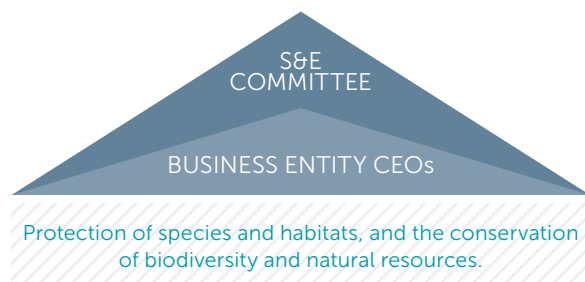 S&E
COMMITTEE
BUSINESS ENTITY CEOs
Protection of species and habitats, and the conservation
of biodiversity and natural resources.